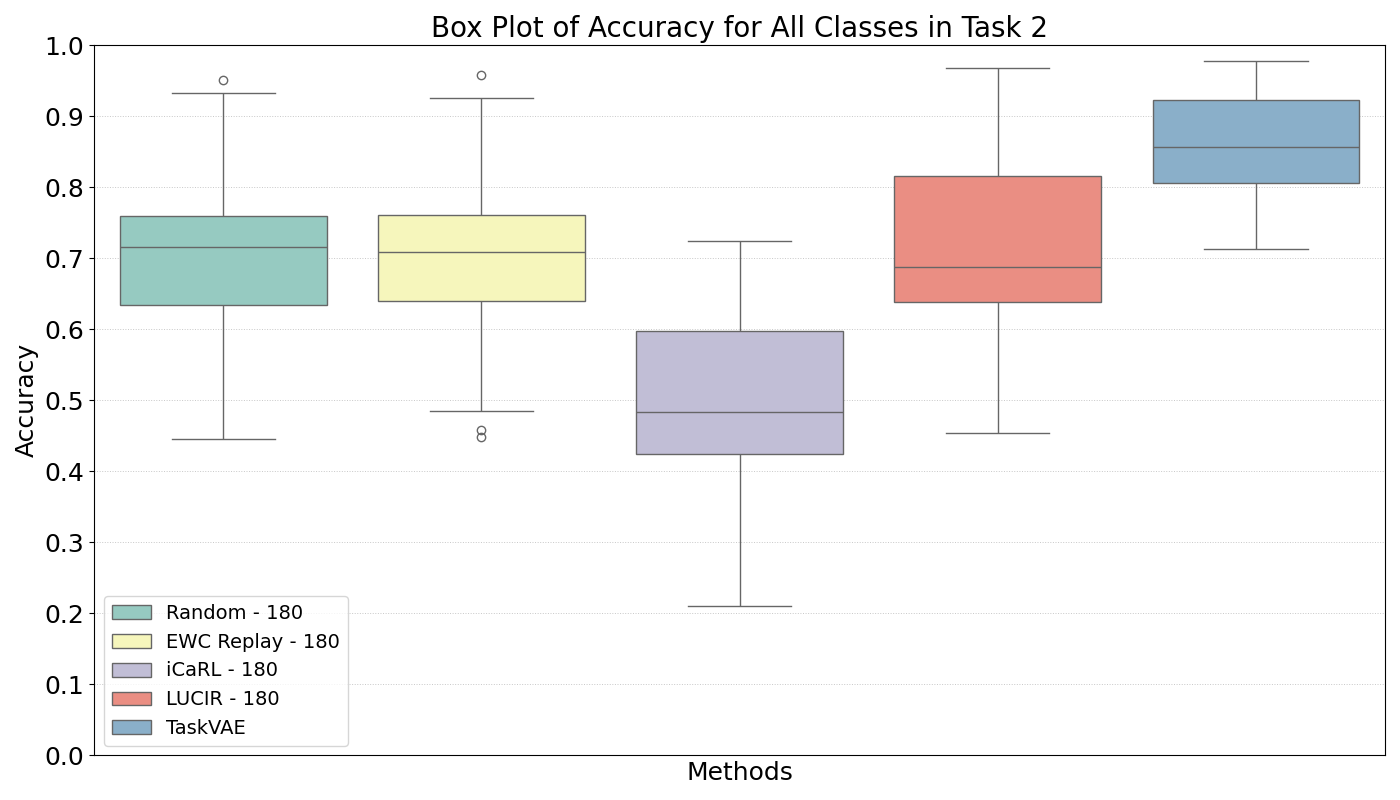 Box Plot of Accuracy for All Classes in Task 2
1.0
0.9
0.8
0.7
0.6
0.5
0.4
0.3
0.2
0.1
0.0
Accuracy
Random - 180
EWC Replay - 180
iCaRL - 180
LUCIR - 180
TaskVAE
Methods